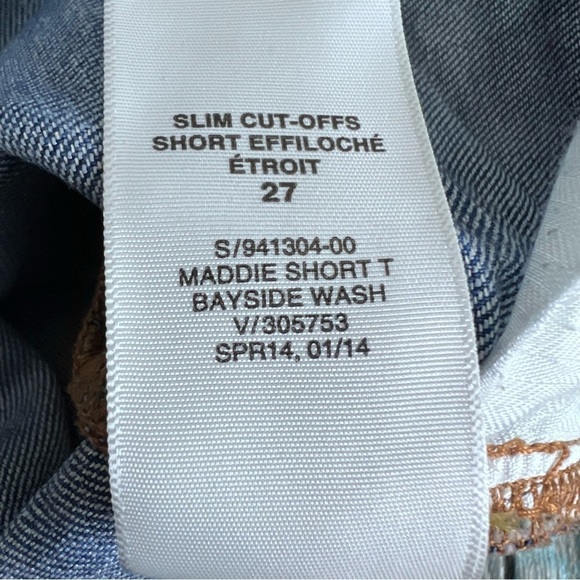 SLIM CUT-OFFS
SHORT EFFILOCHÉ
ÉTROIT
27
S/941304-00
MADDIE SHORT T
BAYSIDE WASH
V/305753
SPR14, 01/14